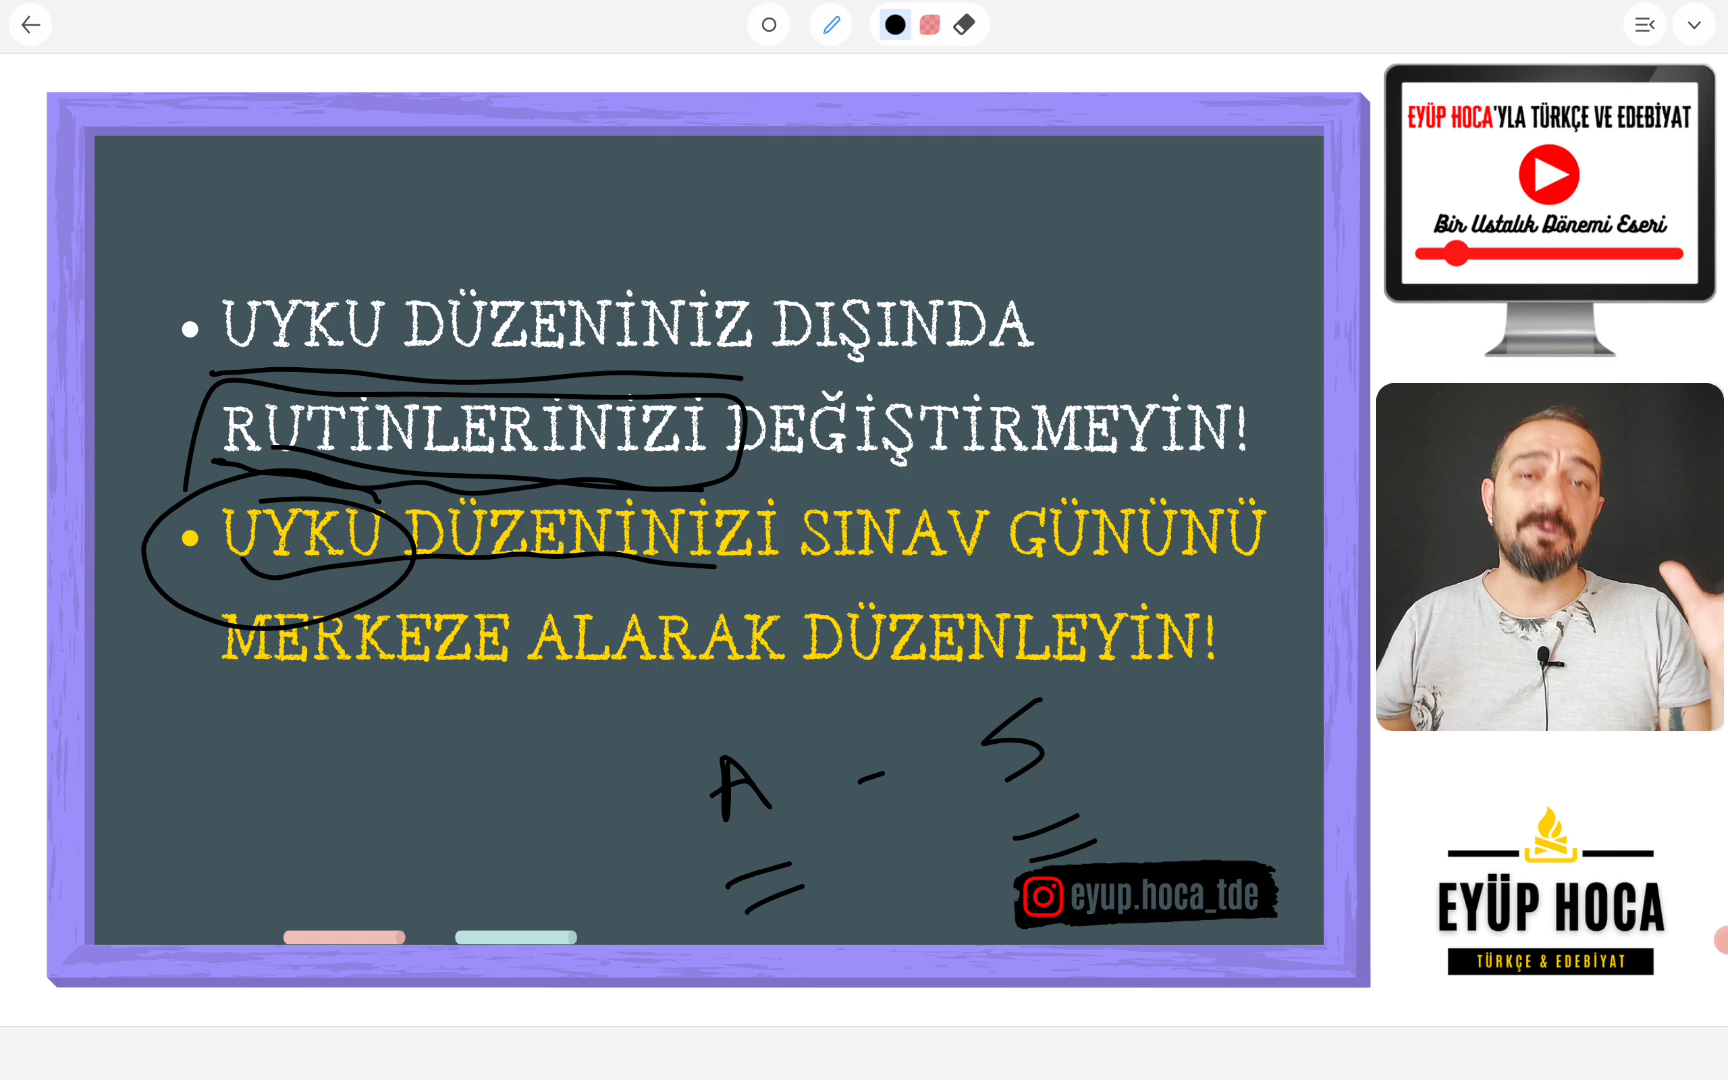 EYÜP HOCA'YLA TÜRKÇE VE EDEBİYAT
Bir Ustalık Dönemi Eseri
• UYKU DÜZENİNİZ DIŞINDA
RUTİNLERİNİZİ DEĞİŞTİRMEYİN!
• UYKU DÜZENİNİZİ SINAV GÜNÜNÜ
MERKEZE ALARAK DÜZENLEYİN!
A - S
eyup.hoca_tde
EYÜP HOCA
TÜRKÇE & EDEBİYAT